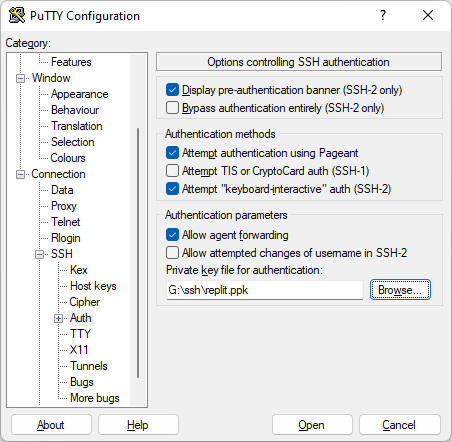 PuTTY Configuration
?
Category:
Features
Window
Appearance
Behaviour
Translation
Selection
Colours
Connection
Data
Proxy
Telnet
Rlogin
SSH
Kex
Host keys
Cipher
Auth
TTY
X11
Tunnels
Bugs
More bugs
Options controlling SSH authentication
Display pre-authentication banner (SSH-2 only)
Bypass authentication entirely (SSH-2 only)
Authentication methods
Attempt authentication using Pageant
Attempt TIS or CryptoCard auth (SSH-1)
Attempt "keyboard-interactive" auth (SSH-2)
Authentication parameters
Allow agent forwarding
Allow attempted changes of username in SSH-2
Private key file for authentication:
G:\ssh\replit.ppk
Browse...
About
Help
Open
Cancel